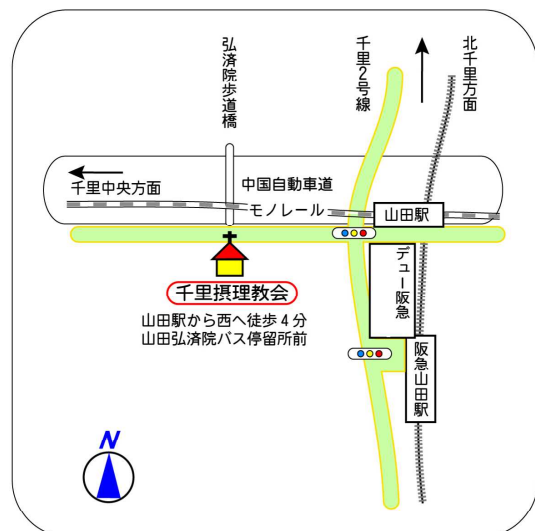 弘済院歩道橋
千里2号線
北千里方面
千里中央方面
中国自動車道
モノレール
山田駅
デュー阪急
千里摂理教会
山田駅から西へ徒歩4分
山田弘済院バス停留所前
阪急山田駅
N